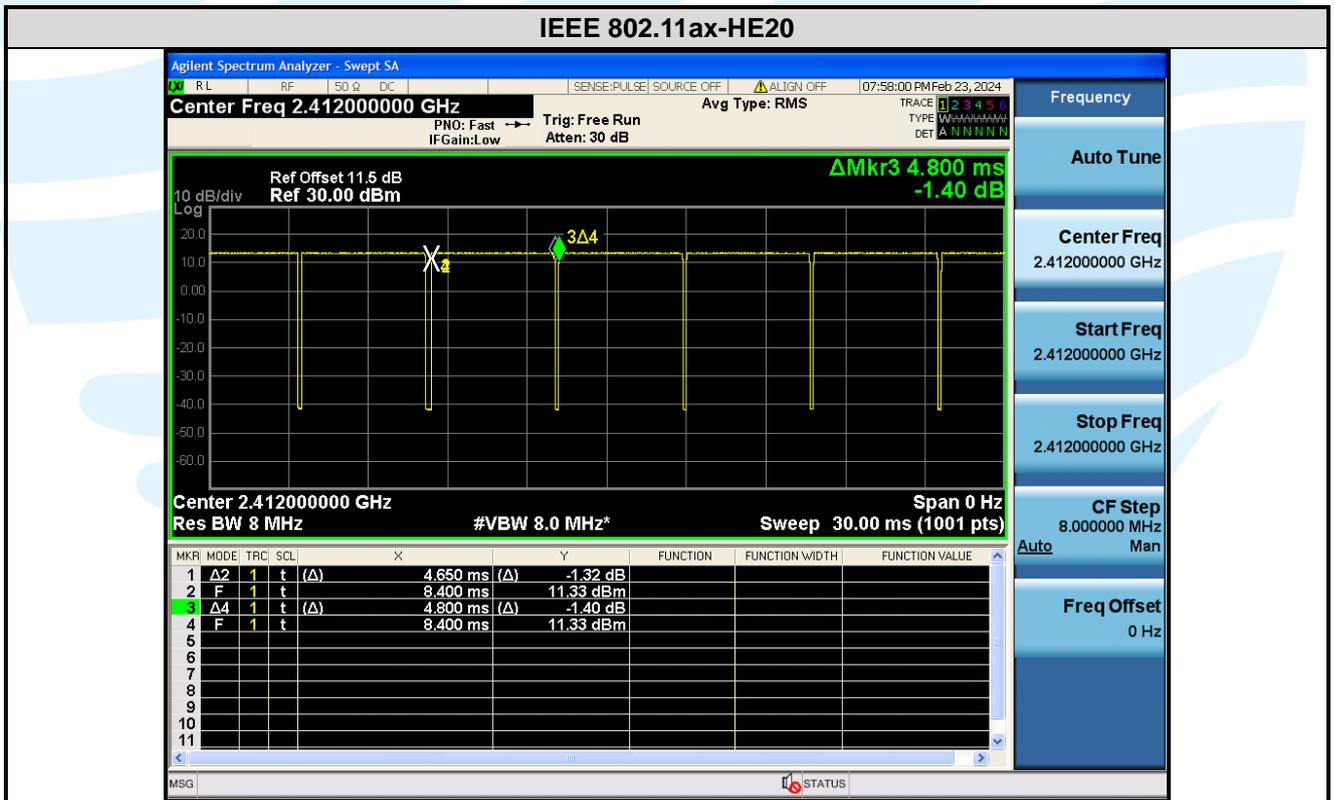 IEEE 802.11ax-HE20
Agilent Spectrum Analyzer - Swept SA
LXI RL RF 50 Ω DC SENSE:PULSE SOURCE OFF ALIGN OFF 07:58:00 PM Feb 23, 2024
Center Freq 2.412000000 GHz
PNO: Fast
IFGain:Low
Trig: Free Run
Atten: 30 dB
Avg Type: RMS
TRACE 1 2 3 4 5 6
TYPE
DET A N N N N N
ΔMkr3 4.800 ms
-1.40 dB
Ref Offset 11.5 dB
10 dB/div Ref 30.00 dBm
Log
20.0
10.0
0.00
-10.0
-20.0
-30.0
-40.0
-50.0
-60.0
3Δ4
Center 2.412000000 GHz Span 0 Hz
Res BW 8 MHz #VBW 8.0 MHz* Sweep 30.00 ms (1001 pts)
MKR MODE TRC SCL X Y FUNCTION FUNCTION WIDTH FUNCTION VALUE
1 Δ2 1 t (Δ) 4.650 ms (Δ) -1.32 dB
2 F 1 t 8.400 ms 11.33 dBm
3 Δ4 1 t (Δ) 4.800 ms (Δ) -1.40 dB
4 F 1 t 8.400 ms 11.33 dBm
5
6
7
8
9
10
11
MSG STATUS
Frequency
Auto Tune
Center Freq
2.412000000 GHz
Start Freq
2.412000000 GHz
Stop Freq
2.412000000 GHz
CF Step
8.000000 MHz
Auto Man
Freq Offset
0 Hz